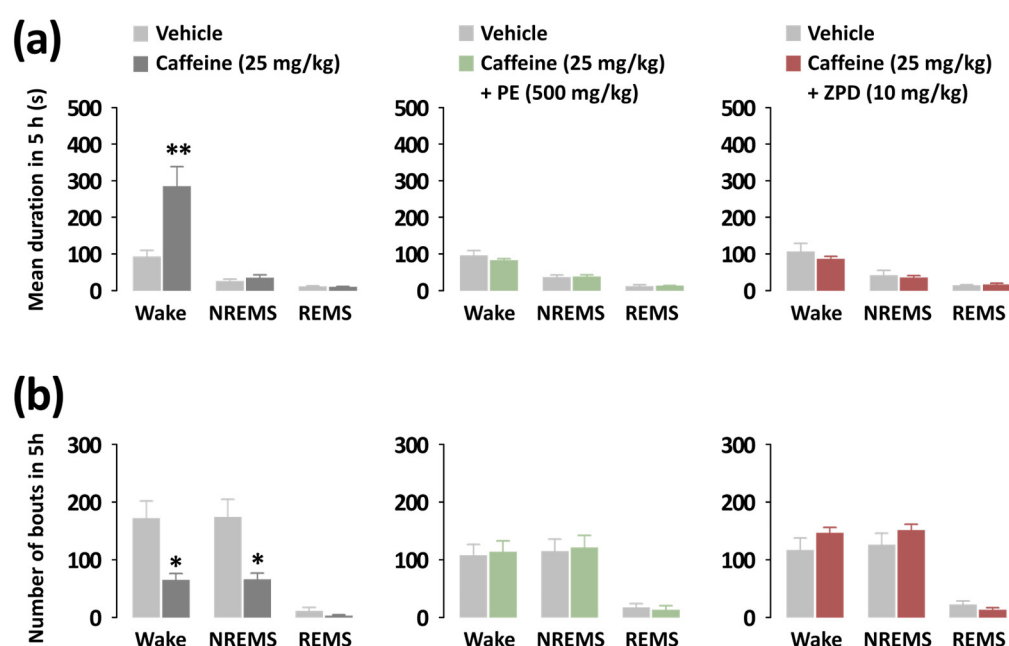 (a)
Vehicle
Caffeine (25 mg/kg)
Vehicle
Caffeine (25 mg/kg)
+ PE (500 mg/kg)
Vehicle
Caffeine (25 mg/kg)
+ ZPD (10 mg/kg)
Mean duration in 5 h (s)
500
400
300
200
100
0
**
Wake NREMS REMS
500
400
300
200
100
0
Wake NREMS REMS
500
400
300
200
100
0
Wake NREMS REMS
(b)
Number of bouts in 5h
300
200
100
0
* *
Wake NREMS REMS
300
200
100
0
Wake NREMS REMS
300
200
100
0
Wake NREMS REMS